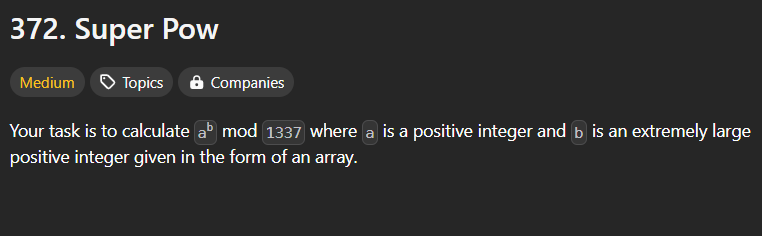 372. Super Pow
Medium Topics Companies
Your task is to calculate aᵇ mod 1337 where a is a positive integer and b is an extremely large
positive integer given in the form of an array.